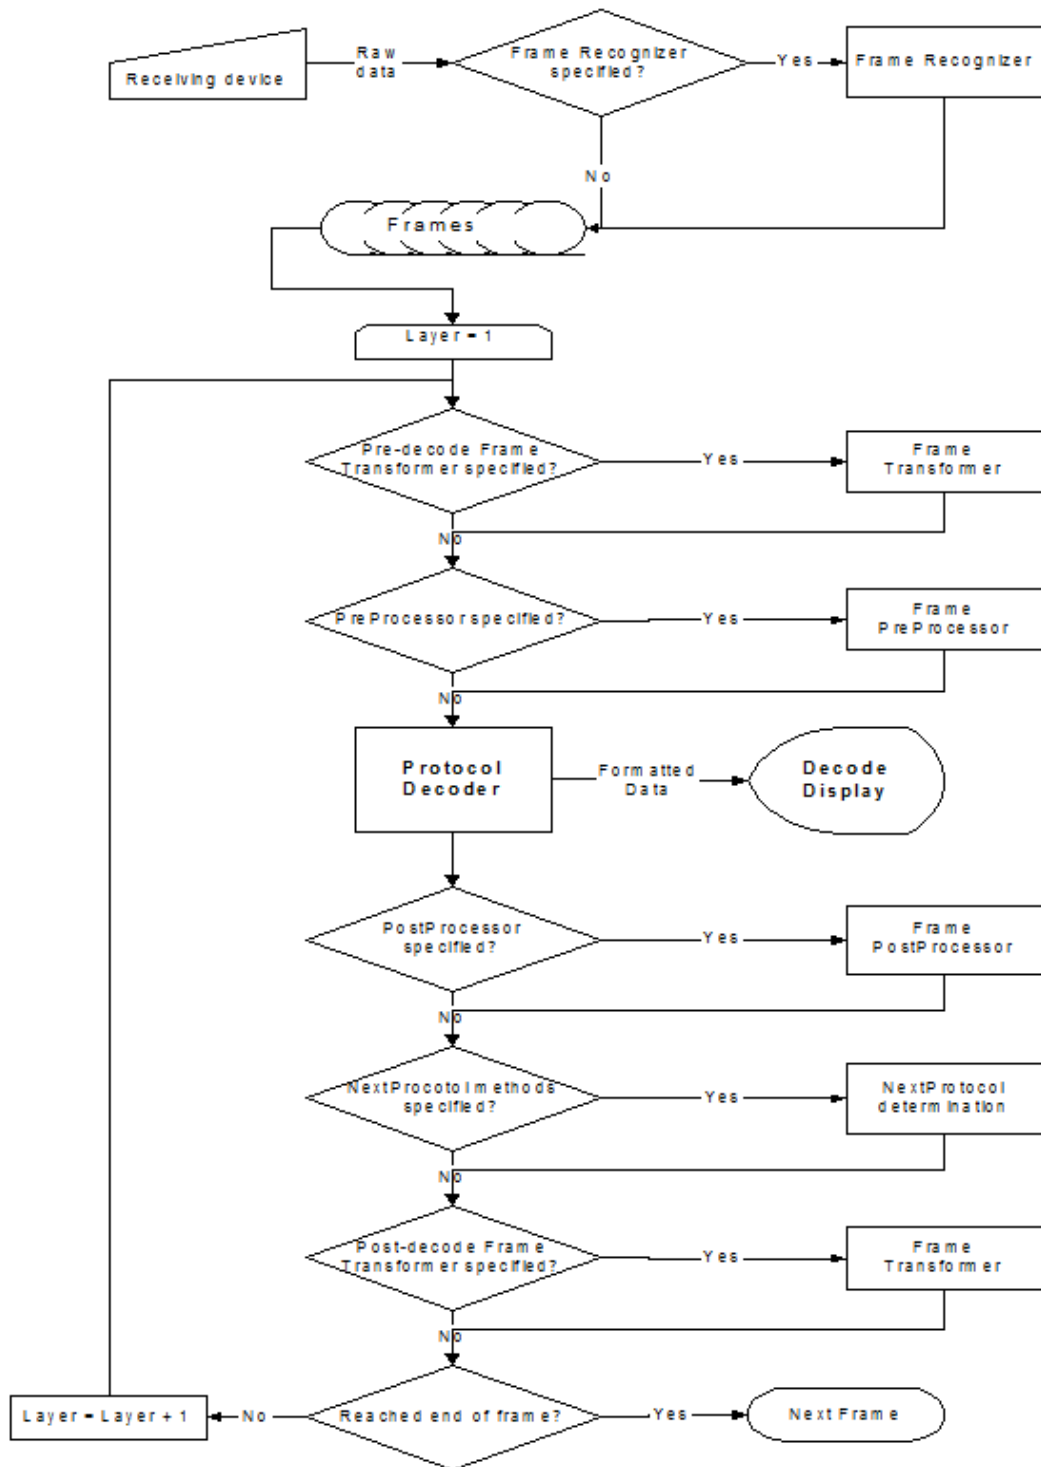 Receiving device
Raw
data
Frame Recognizer
specified?
Yes
Frame Recognizer
No
Frames
Layer = 1
Pre-decode Frame
Transformer specified?
Yes
Frame
Transformer
No
PreProcessor specified?
Yes
Frame
PreProcessor
No
Protocol
Decoder
Formatted
Data
Decode
Display
PostProcessor
specified?
Yes
Frame
PostProcessor
No
NextProcotol methods
specified?
Yes
NextProtocol
determination
No
Post-decode Frame
Transformer specified?
Yes
Frame
Transformer
No
Layer = Layer + 1
No
Reached end of frame?
Yes
Next Frame